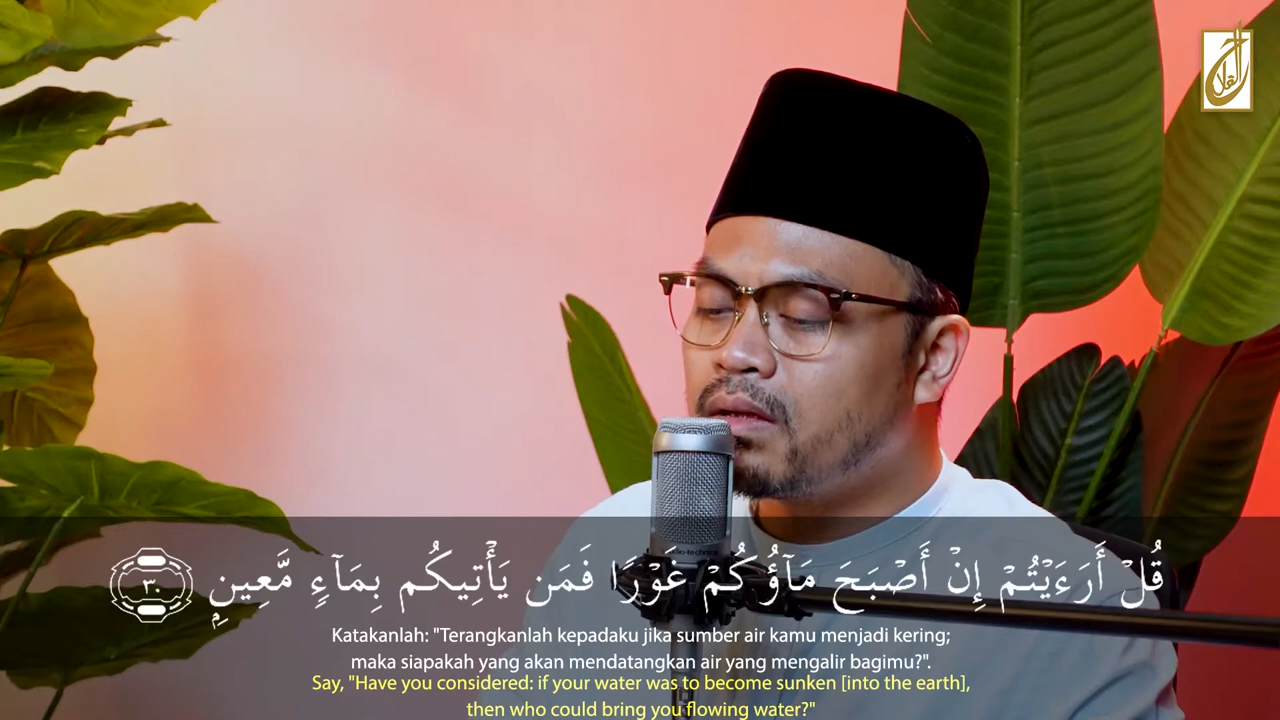 العفاسي
قُلْ أَرَءَيْتُمْ إِنْ أَصْبَحَ مَآؤُكُمْ غَوْرًا فَمَن يَأْتِيكُم بِمَآءٍ مَّعِينٍۭ ٣٠
Katakanlah: "Terangkanlah kepadaku jika sumber air kamu menjadi kering;
maka siapakah yang akan mendatangkan air yang mengalir bagimu?".
Say, "Have you considered: if your water was to become sunken [into the earth],
then who could bring you flowing water?"